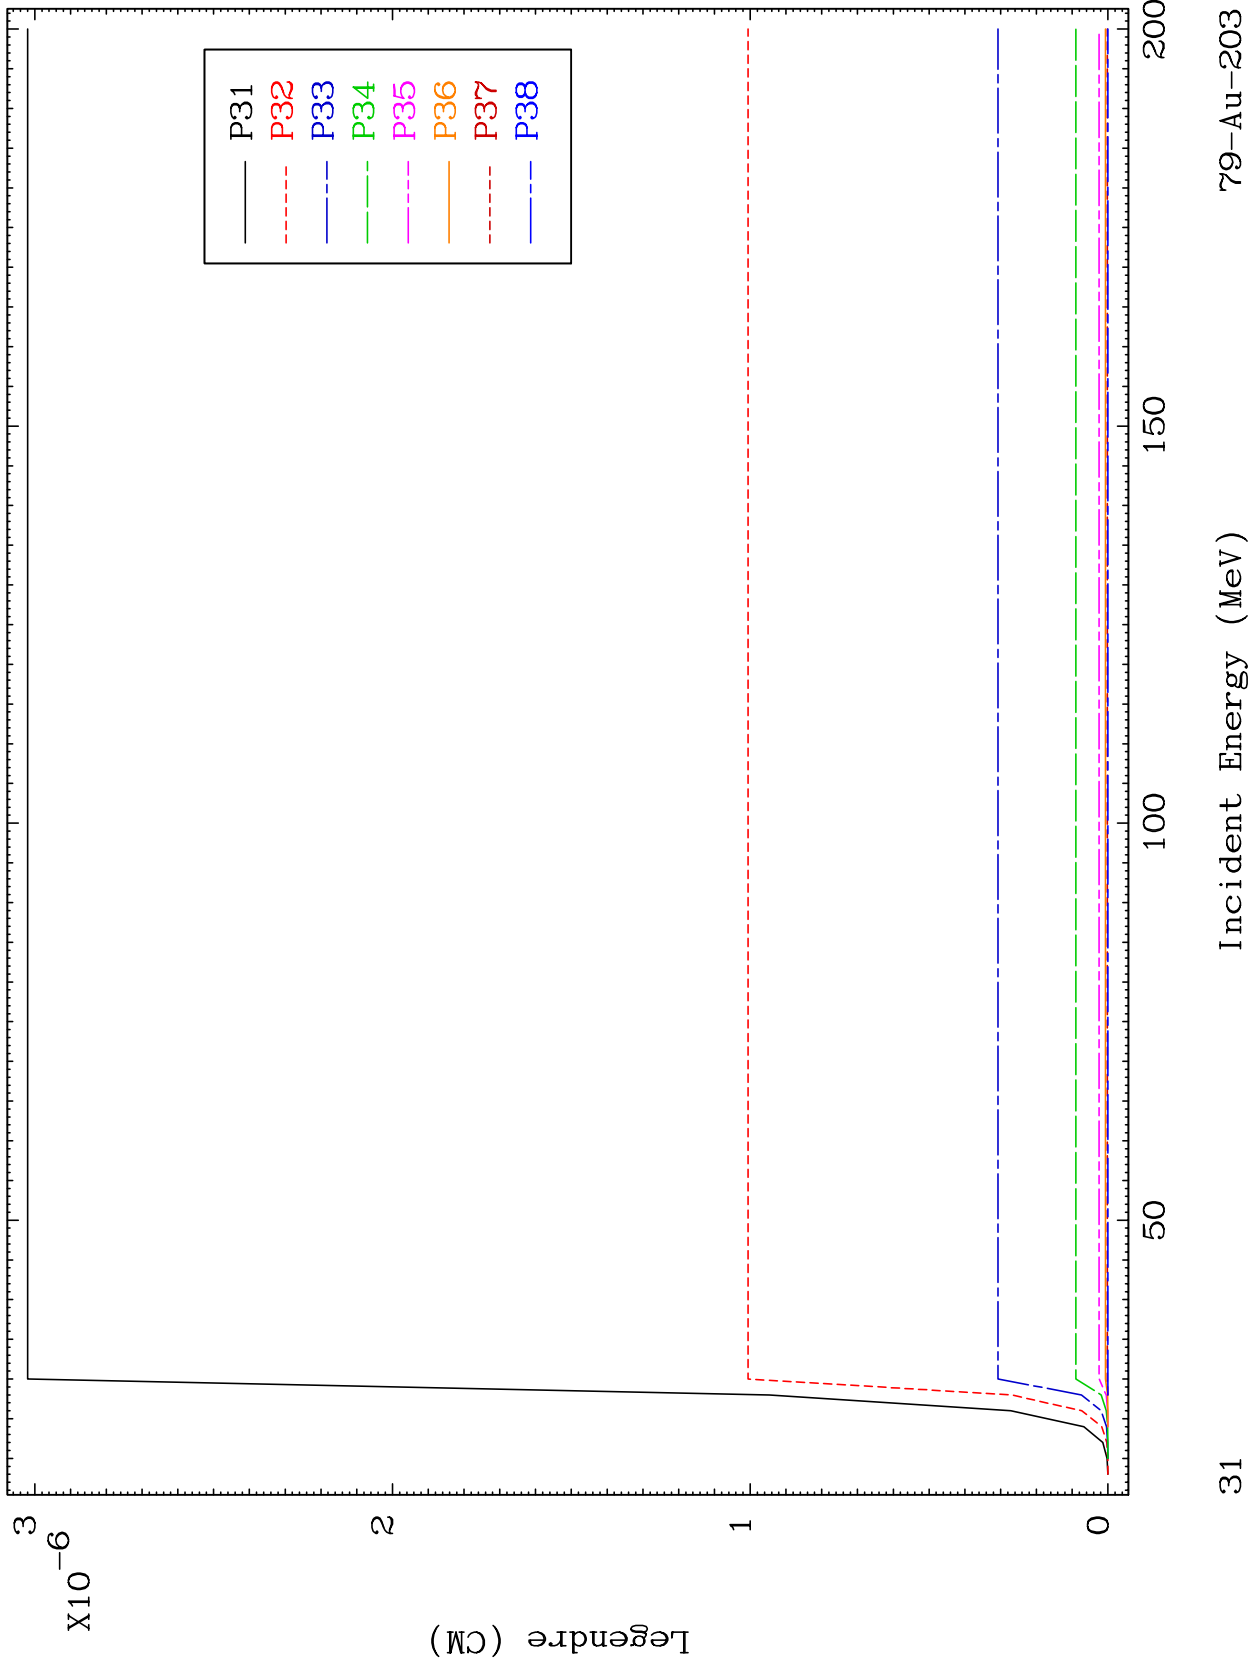 3
X10-6
2
1
0
Legendre (CM)
P31
P32
P33
P34
P35
P36
P37
P38
50
100
150
200
Incident Energy (MeV)
31
79-Au-203